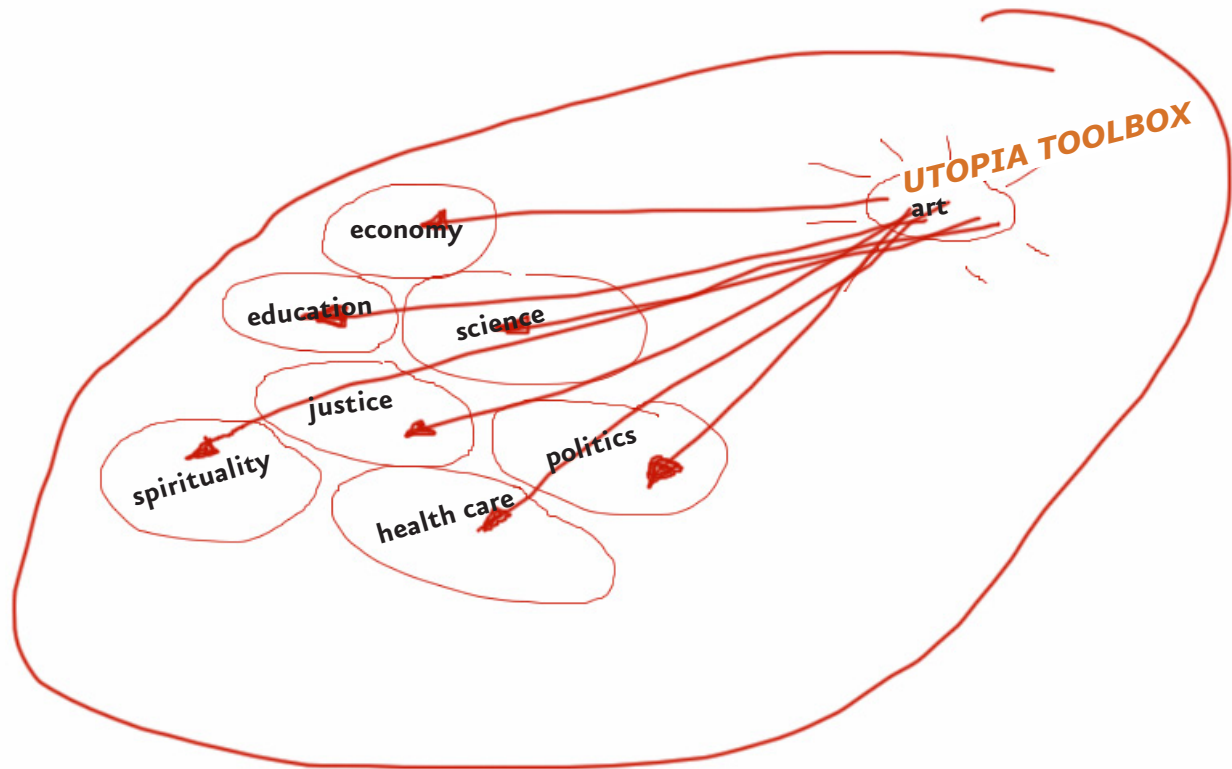 UTOPIA TOOLBOX
art
economy
education
science
justice
politics
spirituality
health care